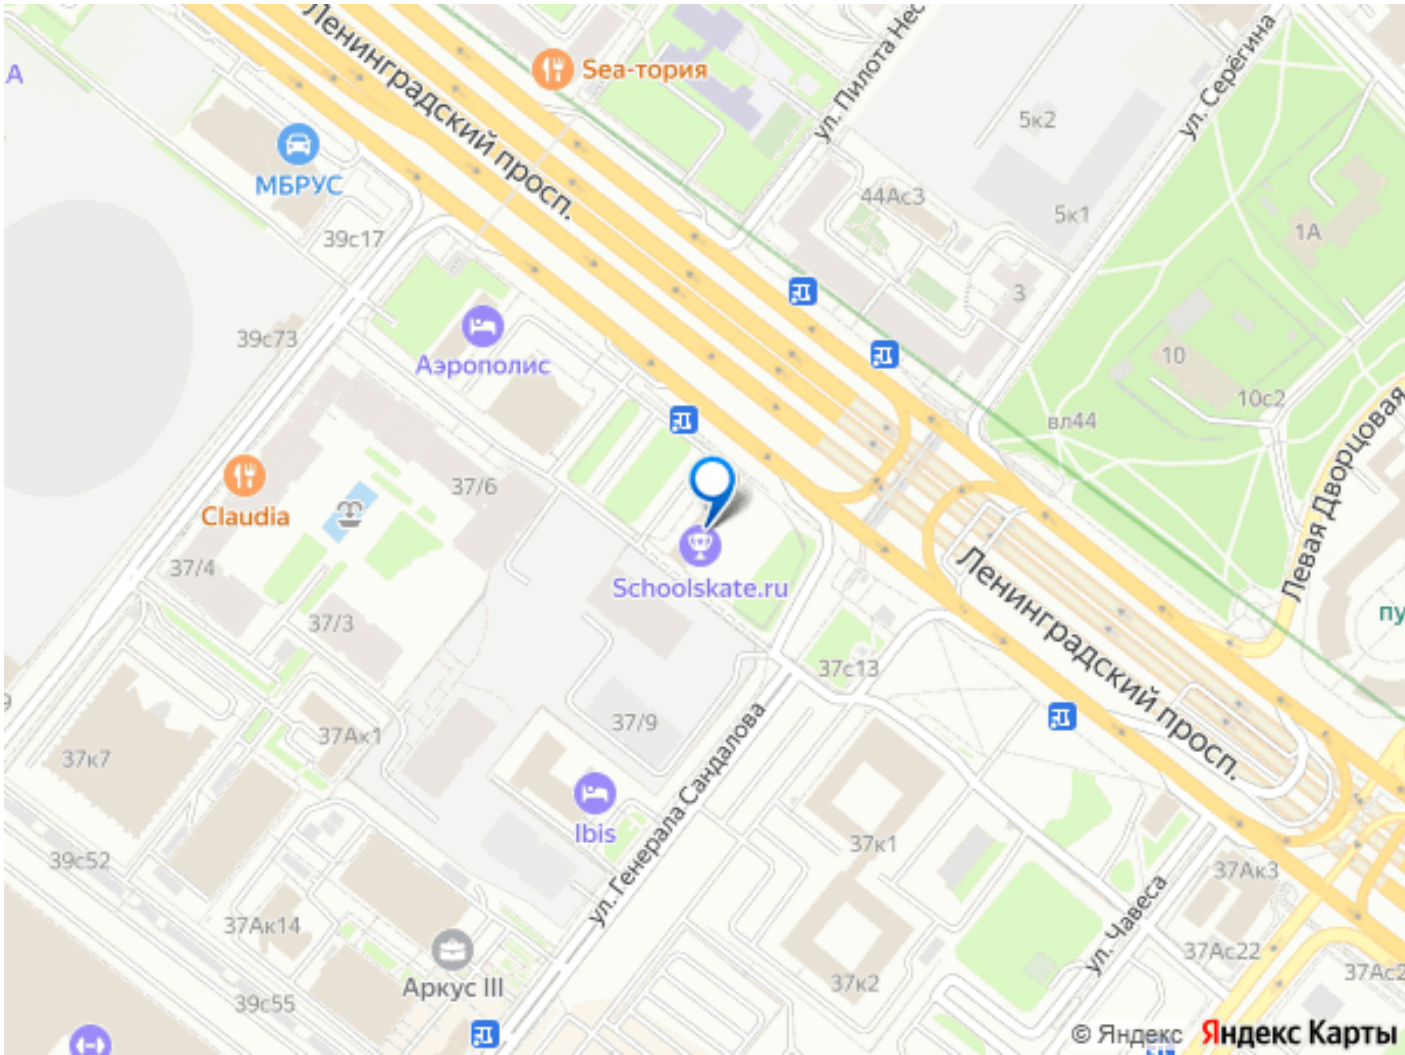 Ленинградский просп.
Sea-тория
ул. Пилота Нес
ул. Серёгина
А
МБРУС
5к2
44Ас3
5к1
1А
39с17
3
39с73
Аэрополис
10
10с2
вл44
Левая Дворцовая
37/6
Claudia
37/4
Schoolskate.ru
Ленинградский просп.
пу
37/3
37с13
9
37/9
37Ак1
37к7
ул. Генерала Сандалова
Ibis
37к1
39с52
37Ак3
ул. Чавеса
37Ак14
37Ас22
37Ас2
37к2
Аркус III
39с55
© Яндекс Яндекс Карты